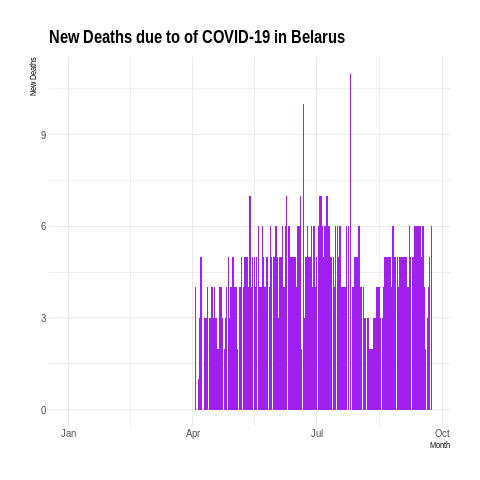 New Deaths due to of COVID-19 in Belarus
New Deaths
9
6
3
0
Jan Apr Jul Oct
Month